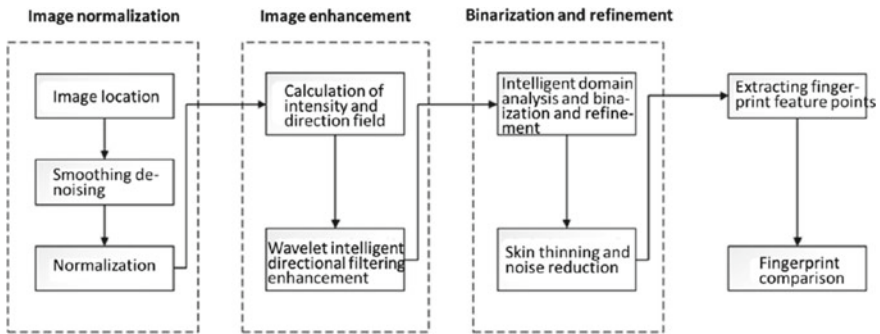 Image normalization
Image location
Smoothing de-
noising
Normalization
Image enhancement
Calculation of
intensity and
direction field
Wavelet intelligent
directional filtering
enhancement
Binarization and refinement
Intelligent domain
analysis and bina-
ization and refine-
ment
Skin thinning and
noise reduction
Extracting finger-
print feature points
Fingerprint
comparison